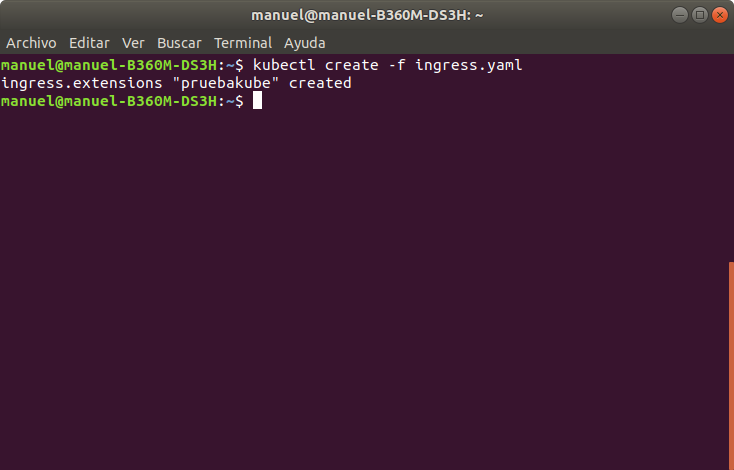 manuel@manuel-B360M-DS3H: ~
Archivo Editar Ver Buscar Terminal Ayuda
manuel@manuel-B360M-DS3H:~$ kubectl create -f ingress.yaml
ingress.extensions "pruebakube" created
manuel@manuel-B360M-DS3H:~$